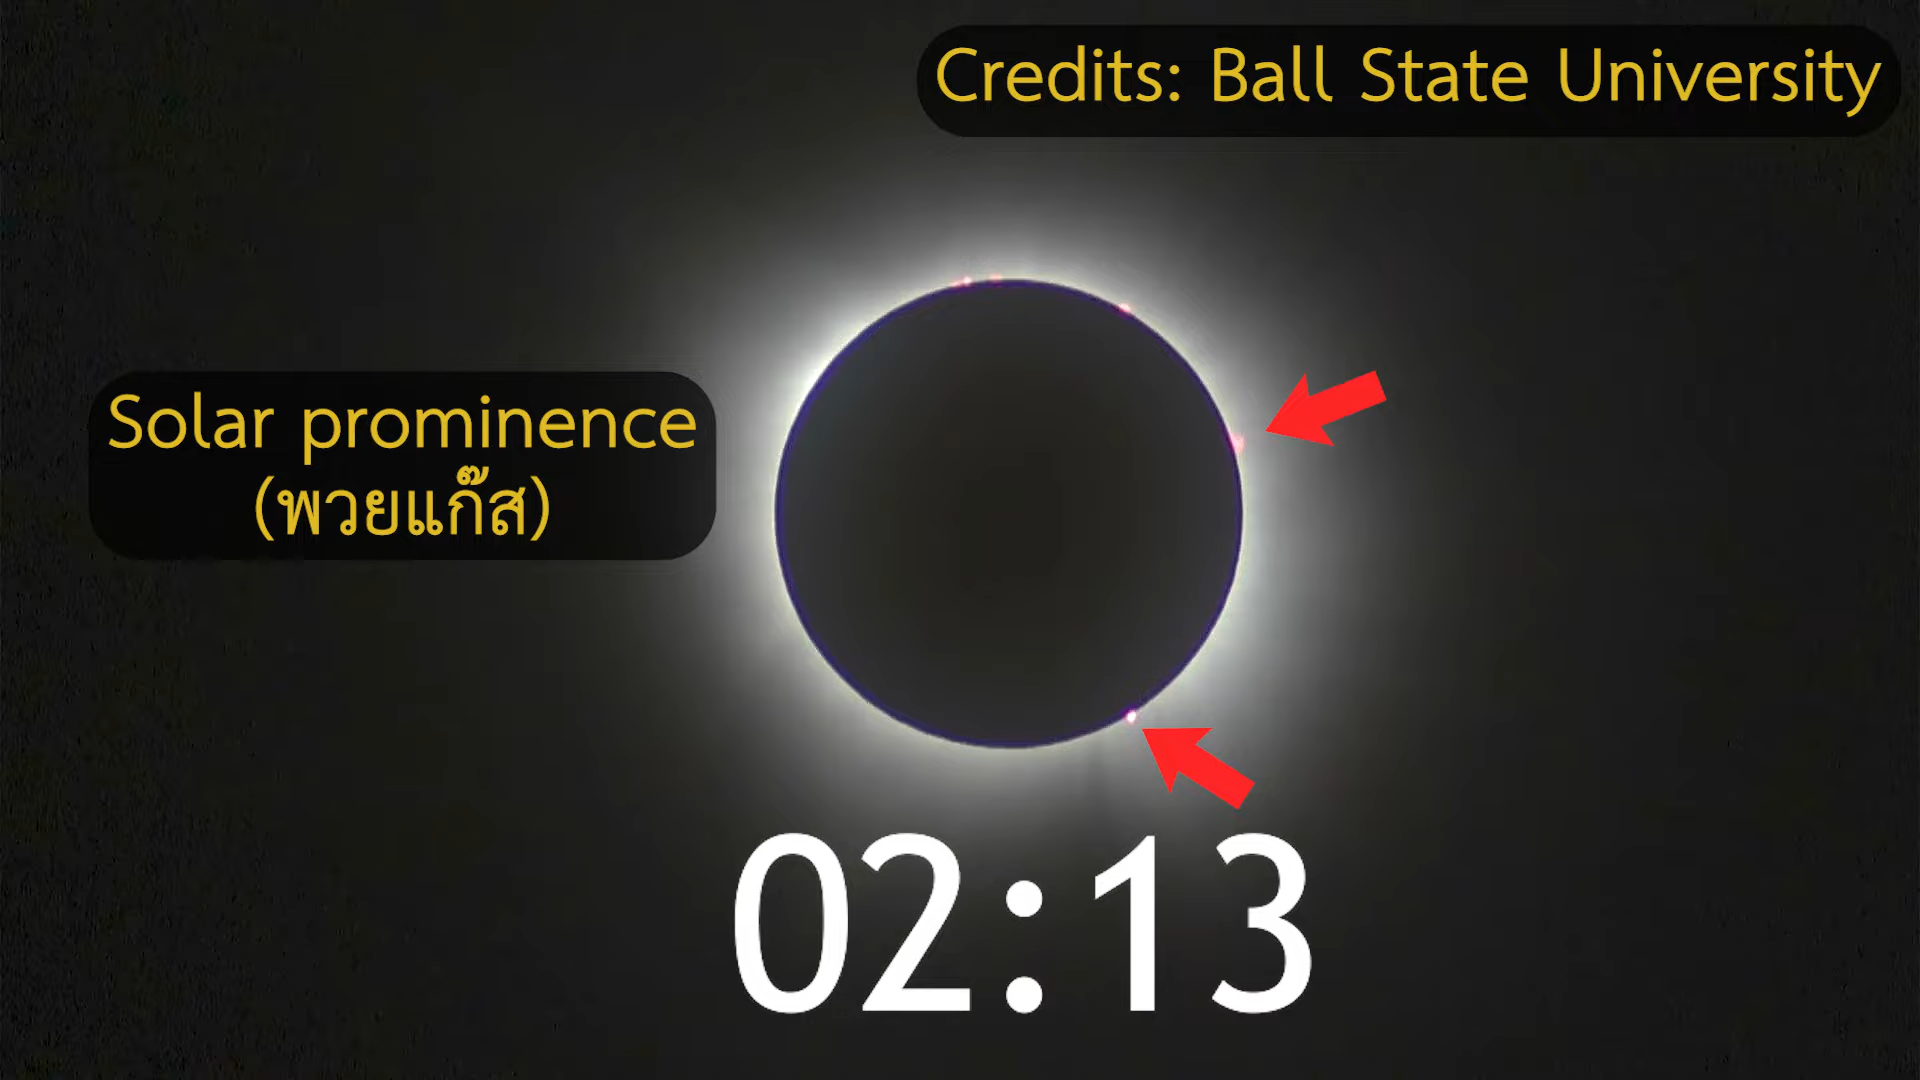 Credits: Ball State University
Solar prominence
(พวยแก๊ส)
02:13